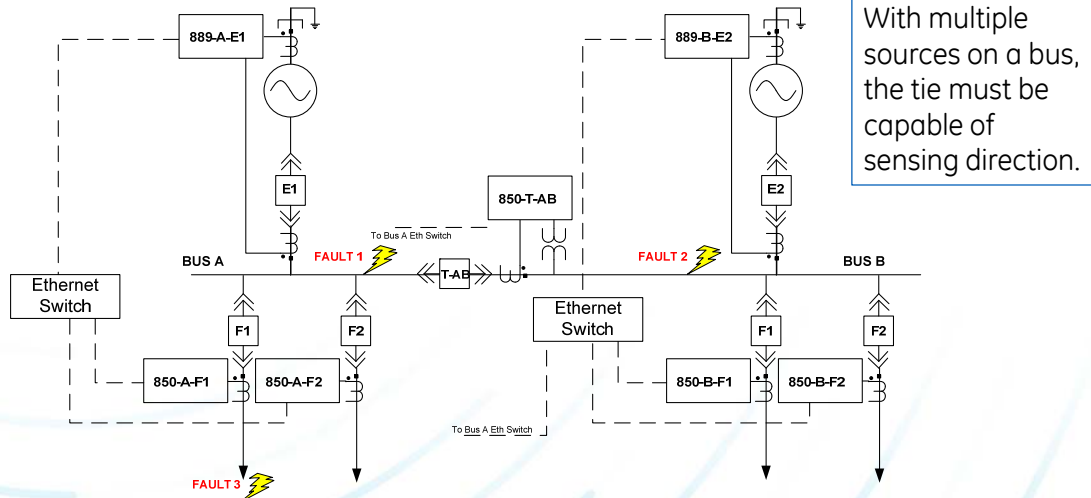 With multiple
sources on a bus,
the tie must be
capable of
sensing direction.
889-A-E1
889-B-E2
E1
E2
850-T-AB
To Bus A Eth Switch
BUS A
FAULT 1
T-AB
FAULT 2
BUS B
Ethernet
Switch
Ethernet
Switch
F1
F2
F1
F2
850-A-F1
850-A-F2
850-B-F1
850-B-F2
To Bus A Eth Switch
FAULT 3